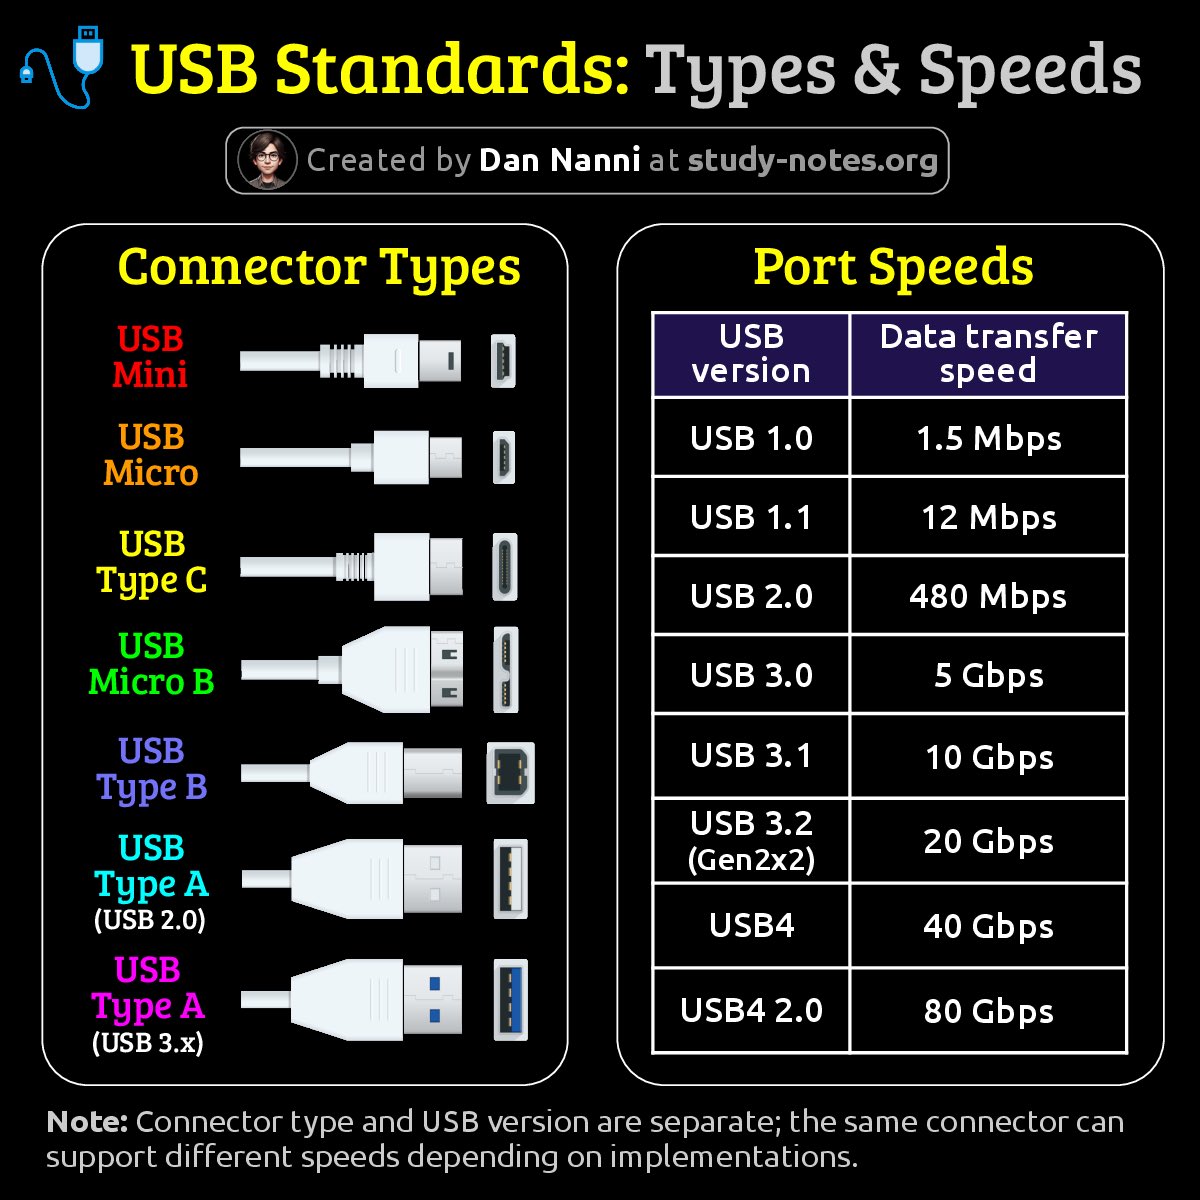 USB Standards: Types & Speeds
Created by Dan Nanni at study-notes.org
Connector Types
USB
Mini
USB
Micro
USB
Type C
USB
Micro B
USB
Type B
USB
Type A
(USB 2.0)
USB
Type A
(USB 3.x)
Port Speeds
USB
version
Data transfer
speed
USB 1.0
1.5 Mbps
USB 1.1
12 Mbps
USB 2.0
480 Mbps
USB 3.0
5 Gbps
USB 3.1
10 Gbps
USB 3.2
(Gen2x2)
20 Gbps
USB4
40 Gbps
USB4 2.0
80 Gbps
Note: Connector type and USB version are separate; the same connector can
support different speeds depending on implementations.